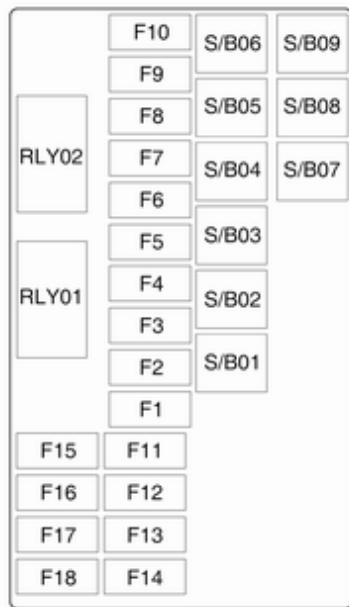 F10 S/B06 S/B09
F9
F8 S/B05 S/B08
RLY02 F7 S/B04 S/B07
F6
F5 S/B03
RLY01 F4 S/B02
F3
F2 S/B01
F1
F15 F11
F16 F12
F17 F13
F18 F14